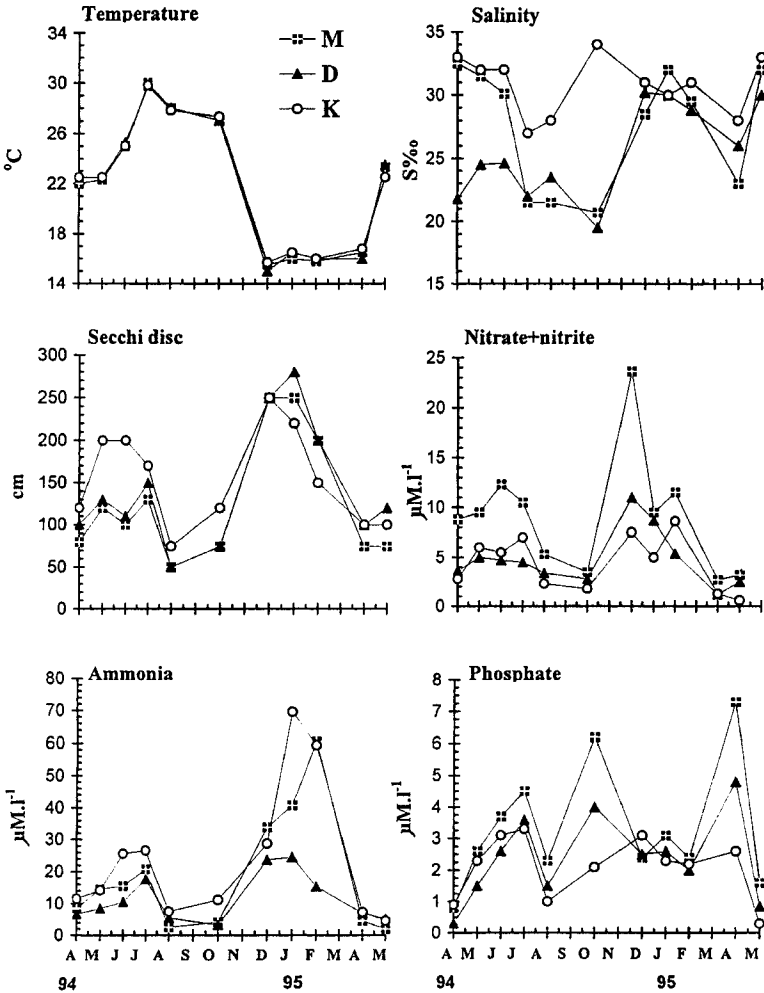 Temperature
34
30
26
22
18
14
°C
M
D
K
Salinity
35
30
25
20
15
S‰
Secchi disc
300
250
200
150
100
50
0
cm
Nitrate+nitrite
25
20
15
10
5
0
µM.l⁻¹
Ammonia
80
70
60
50
40
30
20
10
0
µM.l⁻¹
A M J J A O D J F A M
94 95
Phosphate
8
7
6
5
4
3
2
1
0
µM.l⁻¹
A M J J A O D J F A M
94 95